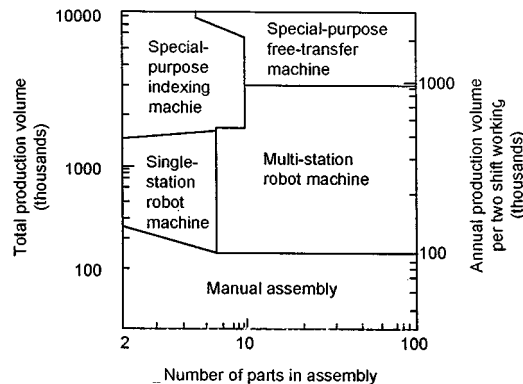 10000
1000
100
Total production volume
(thousands)
Special-
purpose
indexing
machie
Special-purpose
free-transfer
machine
Single-
station
robot
machine
Multi-station
robot machine
Manual assembly
1000
100
Annual production volume
per two shift working
(thousands)
2
10
100
Number of parts in assembly